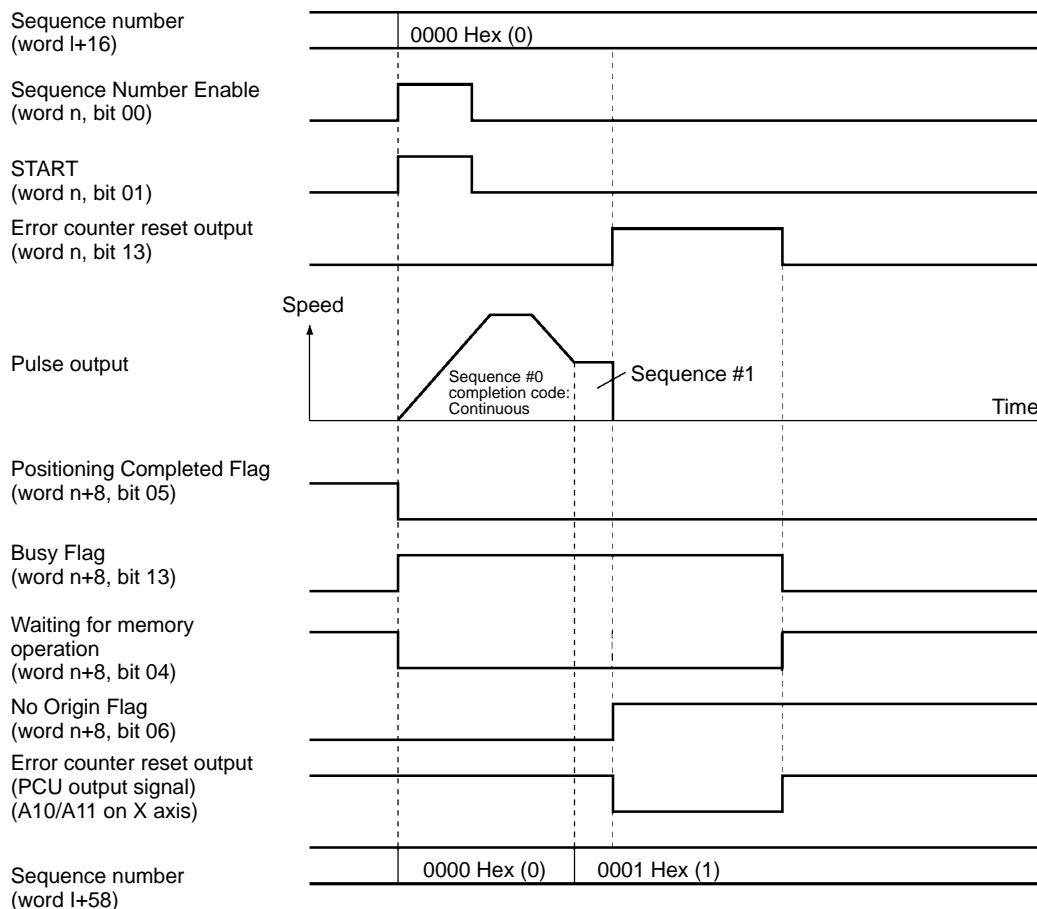 Sequence number
(word l+16)
0000 Hex (0)
Sequence Number Enable
(word n, bit 00)
START
(word n, bit 01)
Error counter reset output
(word n, bit 13)
Speed
Pulse output
Sequence #0
completion code:
Continuous
Sequence #1
Time
Positioning Completed Flag
(word n+8, bit 05)
Busy Flag
(word n+8, bit 13)
Waiting for memory
operation
(word n+8, bit 04)
No Origin Flag
(word n+8, bit 06)
Error counter reset output
(PCU output signal)
(A10/A11 on X axis)
Sequence number
(word l+58)
0000 Hex (0)
0001 Hex (1)